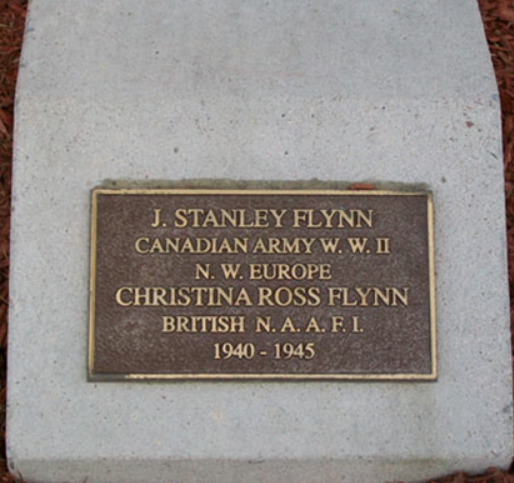 J. STANLEY FLYNN
CANADIAN ARMY W. W. II
N. W. EUROPE
CHRISTINA ROSS FLYNN
BRITISH N. A. A. F. I.
1940 - 1945